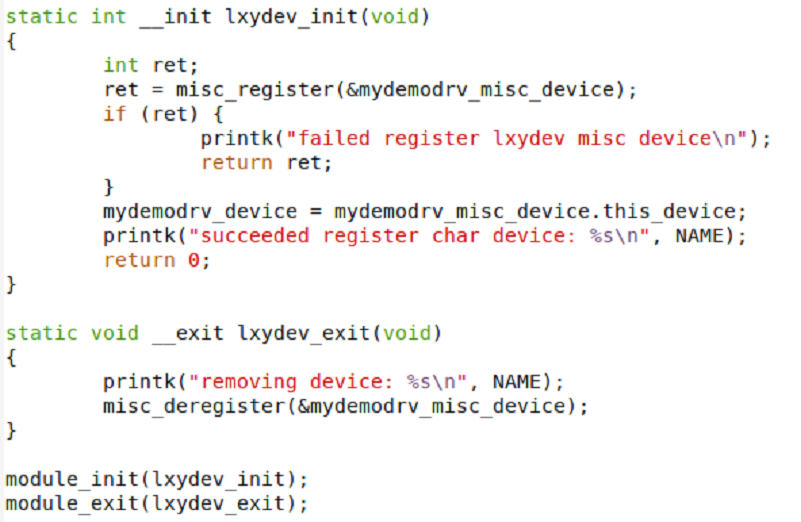 static int __init lxydev_init(void)
{
        int ret;
        ret = misc_register(&mydemodrv_misc_device);
        if (ret) {
                printk("failed register lxydev misc device\n");
                return ret;
        }
        mydemodrv_device = mydemodrv_misc_device.this_device;
        printk("succeeded register char device: %s\n", NAME);
        return 0;
}

static void __exit lxydev_exit(void)
{
        printk("removing device: %s\n", NAME);
        misc_deregister(&mydemodrv_misc_device);
}

module_init(lxydev_init);
module_exit(lxydev_exit);